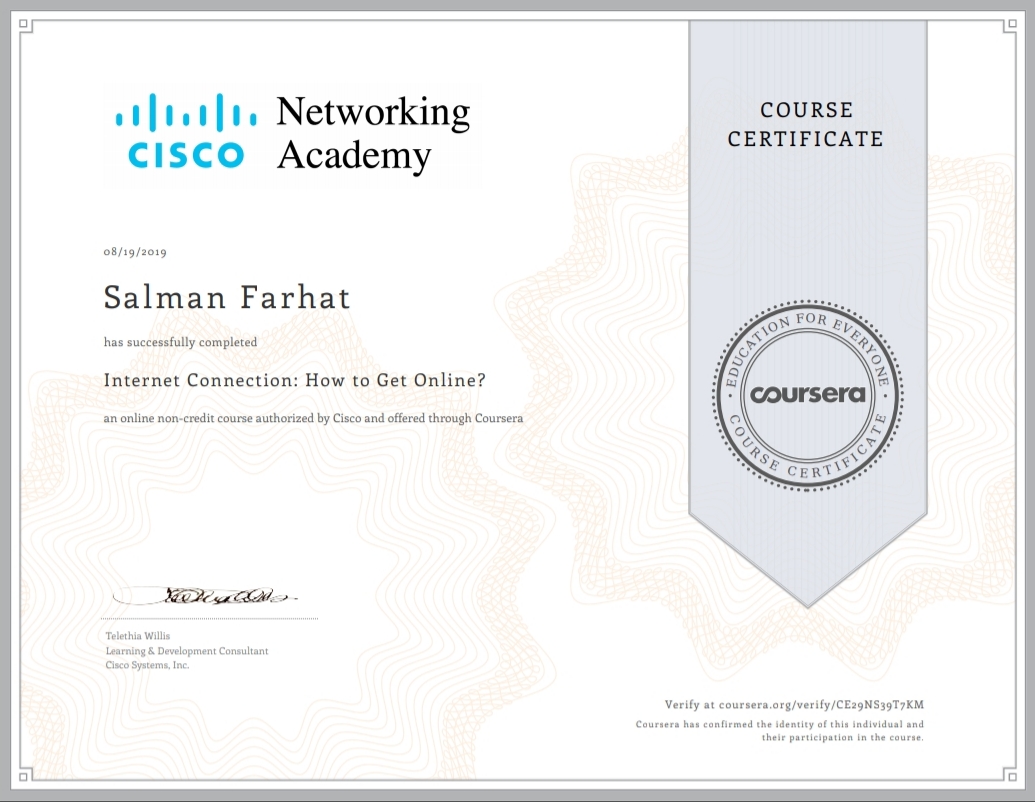 CISCO
Networking
Academy
COURSE
CERTIFICATE
08/19/2019
Salman Farhat
has successfully completed
Internet Connection: How to Get Online?
an online non-credit course authorized by Cisco and offered through Coursera
EDUCATION FOR EVERYONE
coursera
COURSE CERTIFICATE
Telethia Willis
Learning & Development Consultant
Cisco Systems, Inc.
Verify at coursera.org/verify/CE29NS39T7KM
Coursera has confirmed the identity of this individual and
their participation in the course.